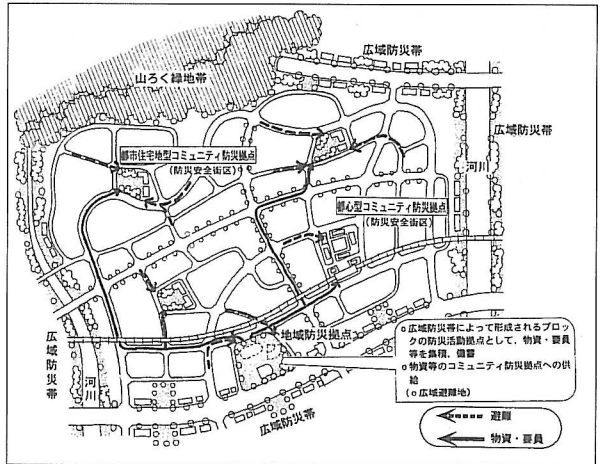 広域防災帯
山ろく緑地帯
広域防災帯
河川
都市住宅地型コミュニティ防災拠点
(防災安全街区)
都心型コミュニティ防災拠点
(防災安全街区)
地域防災拠点
○広域防災帯によって形成されるブロック
の防災活動拠点として、物資・要員
等を集積、備蓄
○物資等のコミュニティ防災拠点への供
給
(○広域避難地)
広域防災帯
河川
広域防災帯
避難
物資・要員